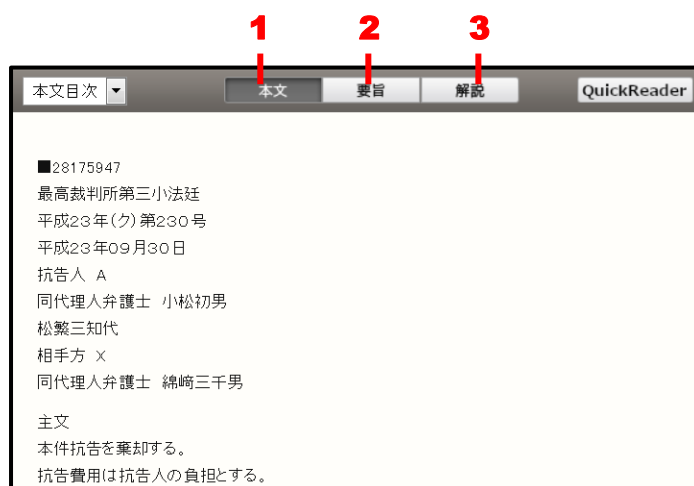 1 2 3
本文目次 本文 要旨 解説 QuickReader
■28175947
最高裁判所第三小法廷
平成23年(ク)第230号
平成23年09月30日
抗告人 A
同代理人弁護士 小松初男
松繁三知代
相手方 X
同代理人弁護士 綿﨑三千男
主文
本件抗告を棄却する。
抗告費用は抗告人の負担とする。